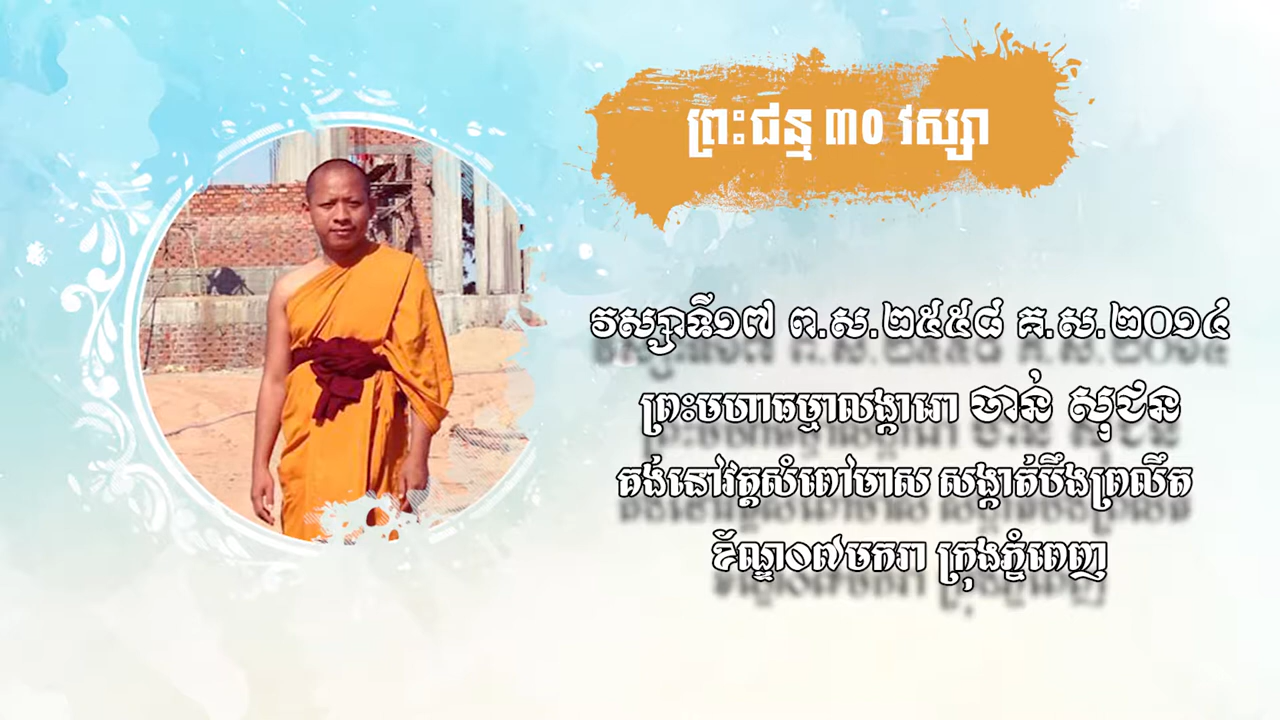 ព្រះជន្ម ៣០ វស្សា
វស្សាទី១៧ ព.ស.២៥៥៨ គ.ស.២០១៤
ព្រះមហាធម្មាលង្ការោ ចាន់ សុជន
គង់នៅវត្តសំពៅមាស សង្កាត់បឹងព្រលឹត
ខ័ណ្ឌ០៧មករា ក្រុងភ្នំពេញ